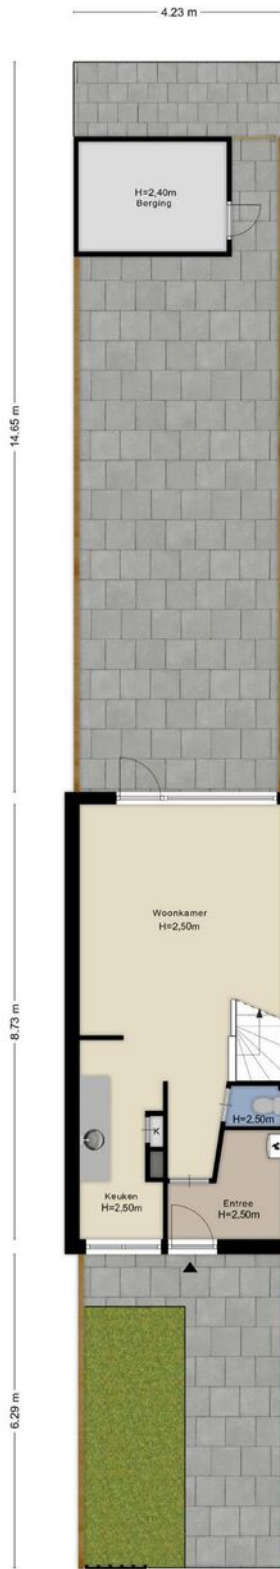 4.23 m
H=2,40m
Berging
14.65 m
Woonkamer
H=2,50m
8.73 m
H=2.50m
K
Keuken
H=2,50m
Entree
H=2,50m
6.29 m